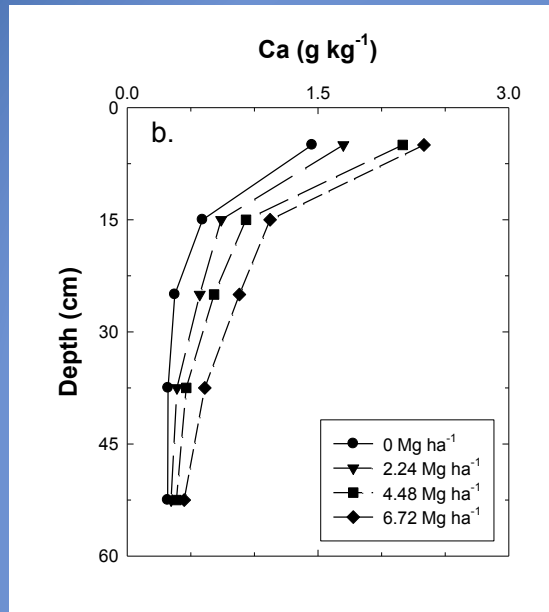 Ca (g kg⁻¹)
0.0 1.5 3.0
0
b.
15
30
45
60
Depth (cm)
0 Mg ha⁻¹
2.24 Mg ha⁻¹
4.48 Mg ha⁻¹
6.72 Mg ha⁻¹